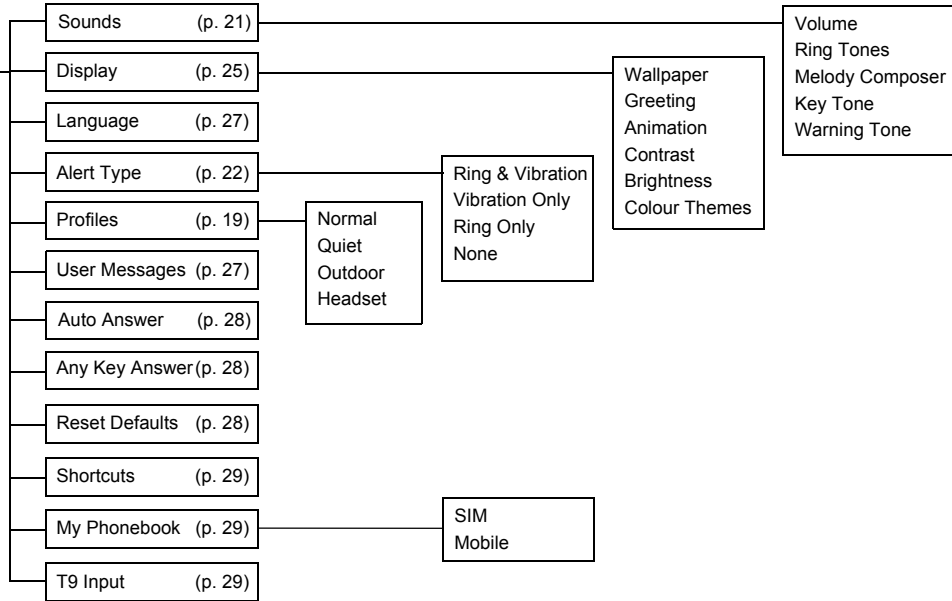 Sounds (p. 21)
Display (p. 25)
Language (p. 27)
Alert Type (p. 22)
Profiles (p. 19)
User Messages (p. 27)
Auto Answer (p. 28)
Any Key Answer (p. 28)
Reset Defaults (p. 28)
Shortcuts (p. 29)
My Phonebook (p. 29)
T9 Input (p. 29)
Normal
Quiet
Outdoor
Headset
Ring & Vibration
Vibration Only
Ring Only
None
SIM
Mobile
Wallpaper
Greeting
Animation
Contrast
Brightness
Colour Themes
Volume
Ring Tones
Melody Composer
Key Tone
Warning Tone